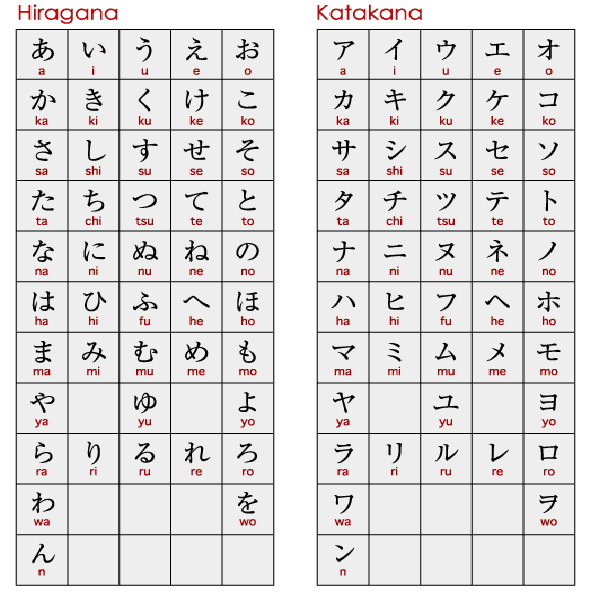 Hiragana
あ い う え お
a i u e o
か き く け こ
ka ki ku ke ko
さ し す せ そ
sa shi su se so
た ち つ て と
ta chi tsu te to
な に ぬ ね の
na ni nu ne no
は ひ ふ へ ほ
ha hi fu he ho
ま み む め も
ma mi mu me mo
や ゆ よ
ya yu yo
ら り る れ ろ
ra ri ru re ro
わ を
wa wo
ん
n
Katakana
ア イ ウ エ オ
a i u e o
カ キ ク ケ コ
ka ki ku ke ko
サ シ ス セ ソ
sa shi su se so
タ チ ツ テ ト
ta chi tsu te to
ナ ニ ヌ ネ ノ
na ni nu ne no
ハ ヒ フ ヘ ホ
ha hi fu he ho
マ ミ ム メ モ
ma mi mu me mo
ヤ ユ ヨ
ya yu yo
ラ リ ル レ ロ
ra ri ru re ro
ワ ヲ
wa wo
ン
n